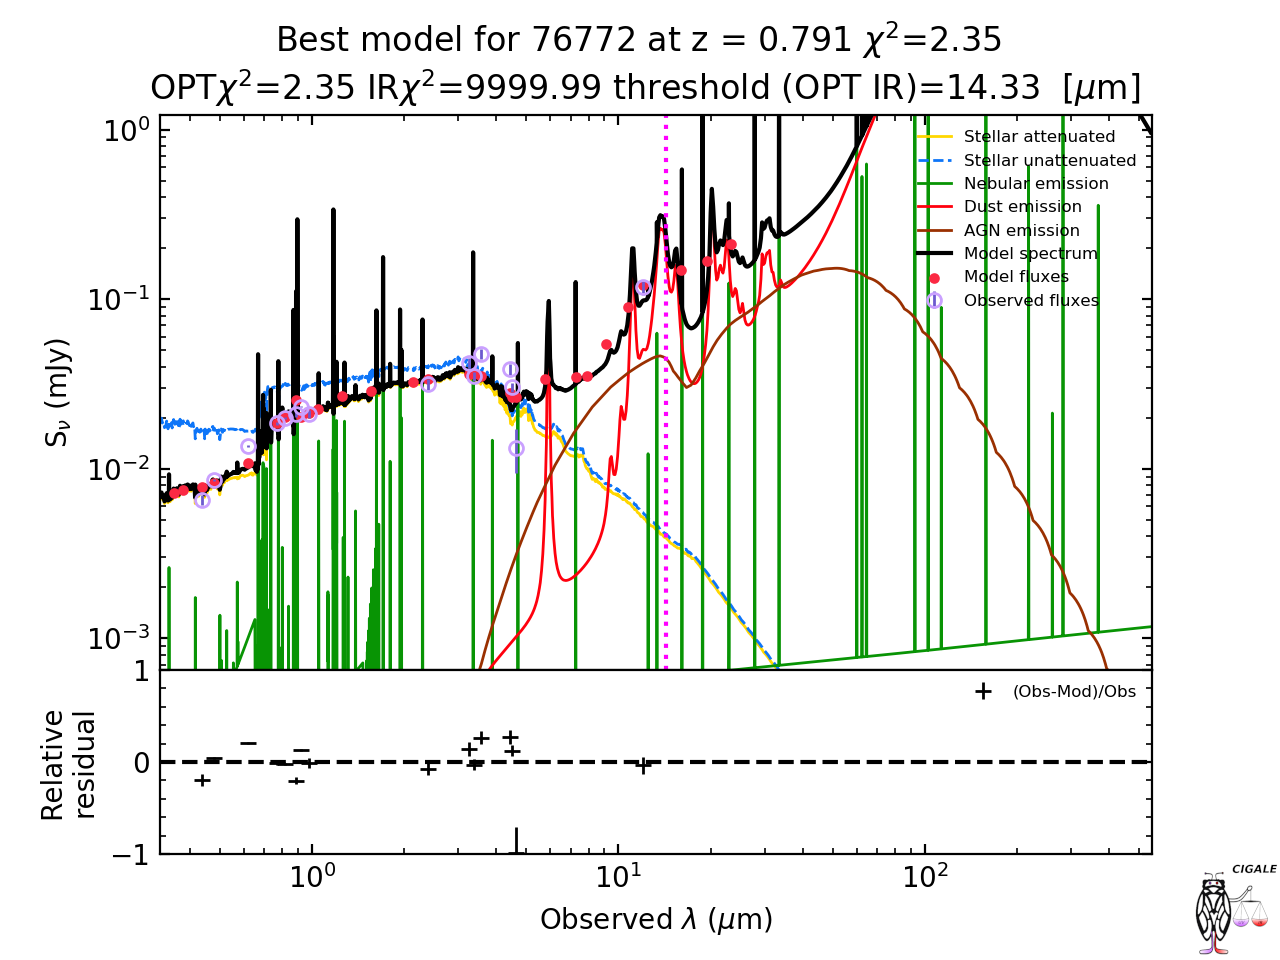 Best model for 76772 at z = 0.791 χ²=2.35
OPTχ²=2.35 IRχ²=9999.99 threshold (OPT IR)=14.33 [μm]
10⁰
10⁻¹
10⁻²
10⁻³
S_ν (mJy)
Stellar attenuated
Stellar unattenuated
Nebular emission
Dust emission
AGN emission
Model spectrum
Model fluxes
Observed fluxes
1
0
−1
Relative
residual
(Obs-Mod)/Obs
10⁰
10¹
10²
Observed λ (μm)
CIGALE